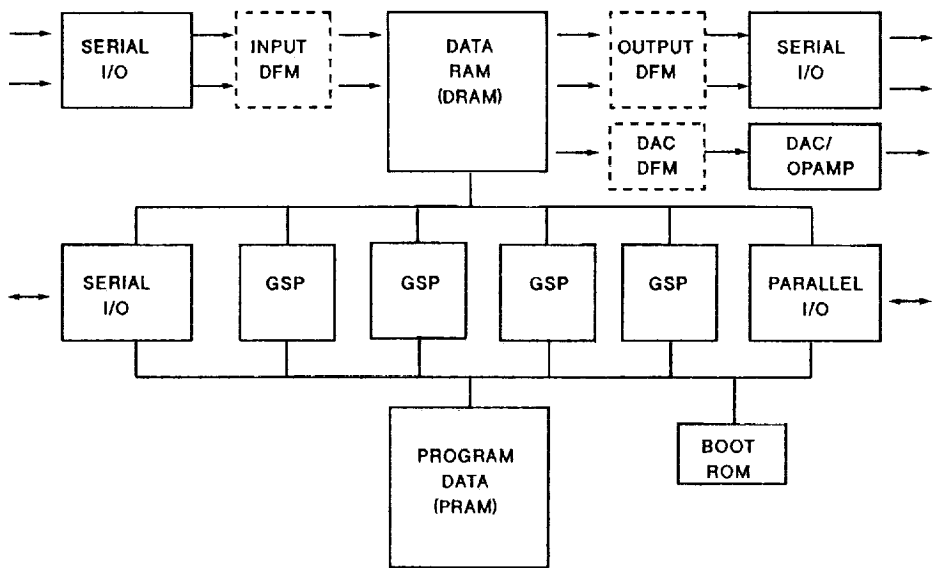 SERIAL
I/O
INPUT
DFM
DATA
RAM
(DRAM)
OUTPUT
DFM
SERIAL
I/O
DAC
DFM
DAC/
OPAMP
SERIAL
I/O
GSP
GSP
GSP
GSP
PARALLEL
I/O
PROGRAM
DATA
(PRAM)
BOOT
ROM